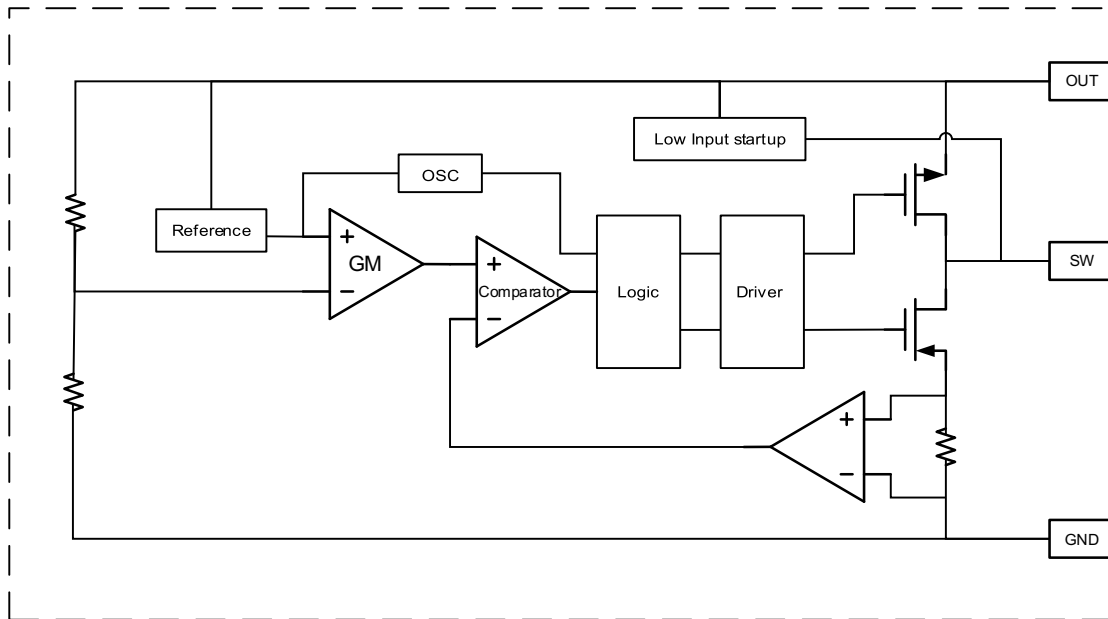 OUT
Low Input startup
OSC
Reference
+
GM
−
+
Comparator
−
Logic
Driver
SW
+
−
GND